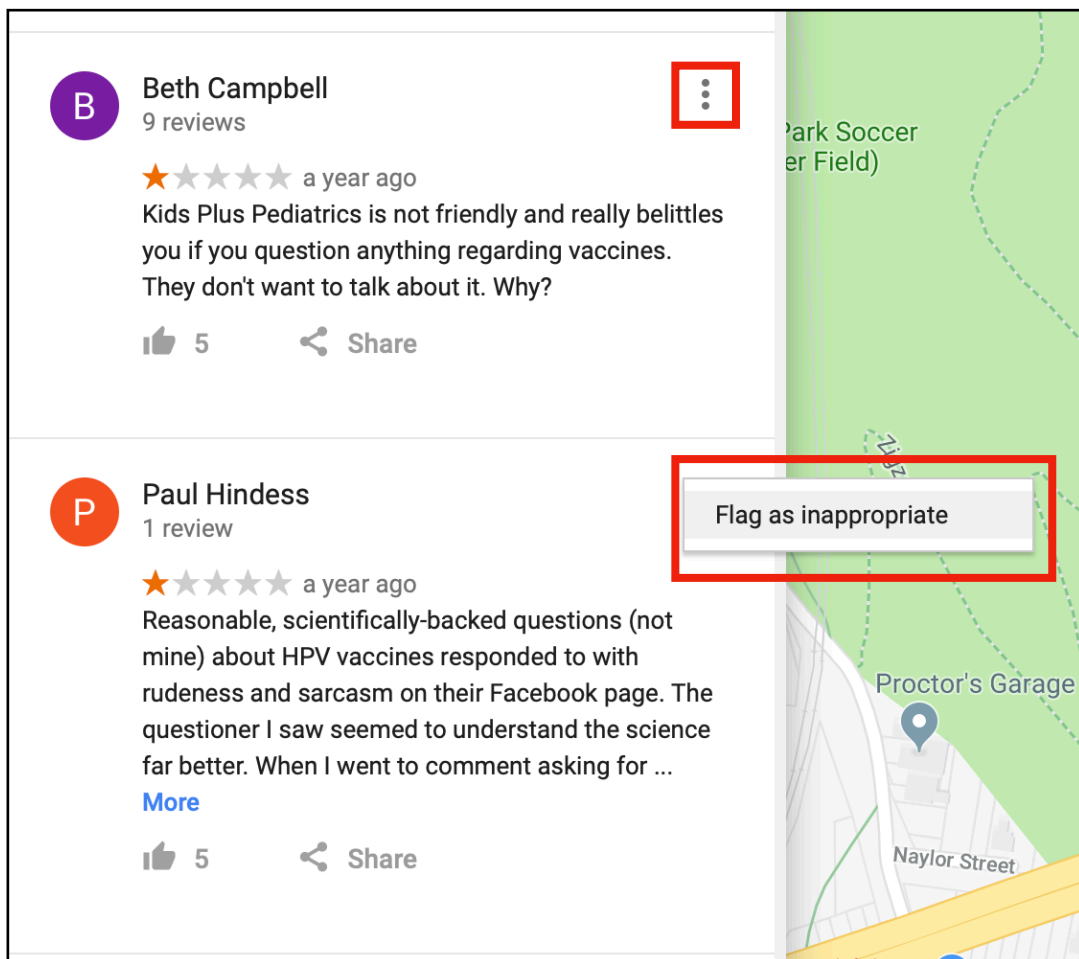 B
Beth Campbell
9 reviews
a year ago
Kids Plus Pediatrics is not friendly and really belittles
you if you question anything regarding vaccines.
They don't want to talk about it. Why?
5
Share
P
Paul Hindess
1 review
a year ago
Reasonable, scientifically-backed questions (not
mine) about HPV vaccines responded to with
rudeness and sarcasm on their Facebook page. The
questioner I saw seemed to understand the science
far better. When I went to comment asking for ...
More
5
Share
Park Soccer
er Field)
Zigz
Flag as inappropriate
Proctor's Garage
Naylor Street